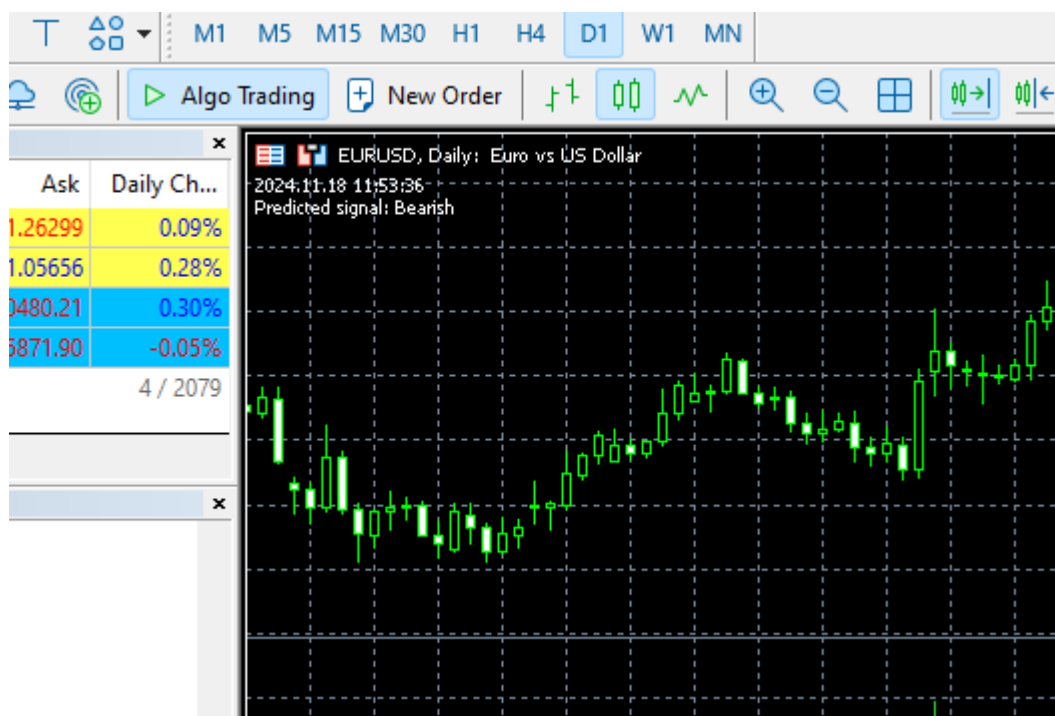 M1 M5 M15 M30 H1 H4 D1 W1 MN
Algo Trading New Order
Ask Daily Ch...
1.26299 0.09%
1.05656 0.28%
0480.21 0.30%
5871.90 -0.05%
4 / 2079
EURUSD, Daily: Euro vs US Dollar
2024.11.18 11:53:36
Predicted signal: Bearish